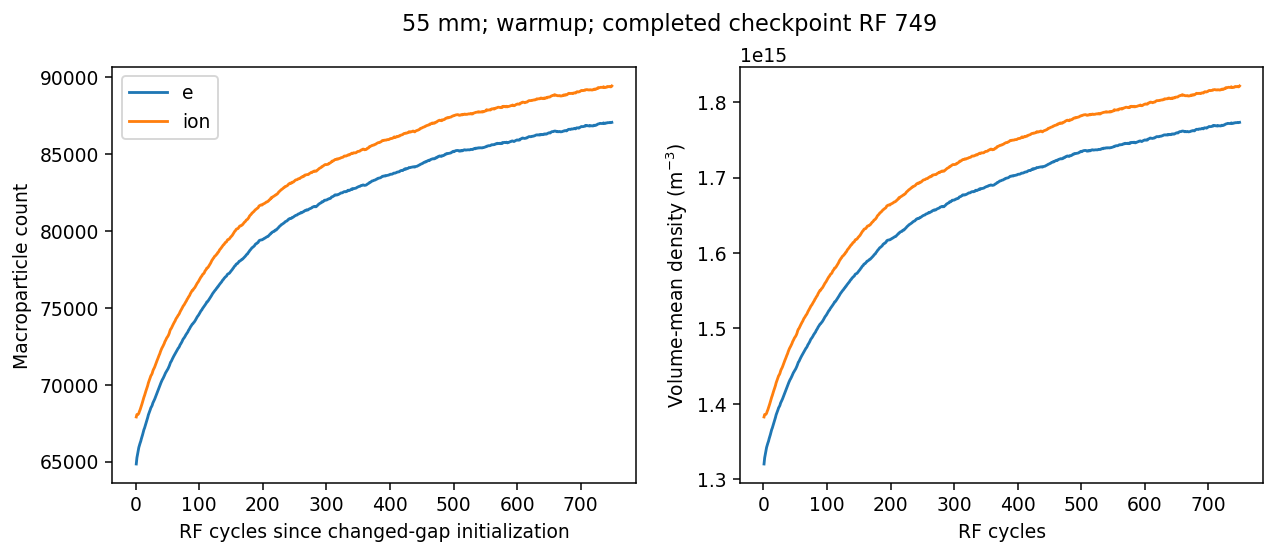 55 mm; warmup; completed checkpoint RF 749
Macroparticle count
90000
85000
80000
75000
70000
65000
e
ion
0 100 200 300 400 500 600 700
RF cycles since changed-gap initialization
1e15
Volume-mean density (m⁻³)
1.8
1.7
1.6
1.5
1.4
1.3
0 100 200 300 400 500 600 700
RF cycles